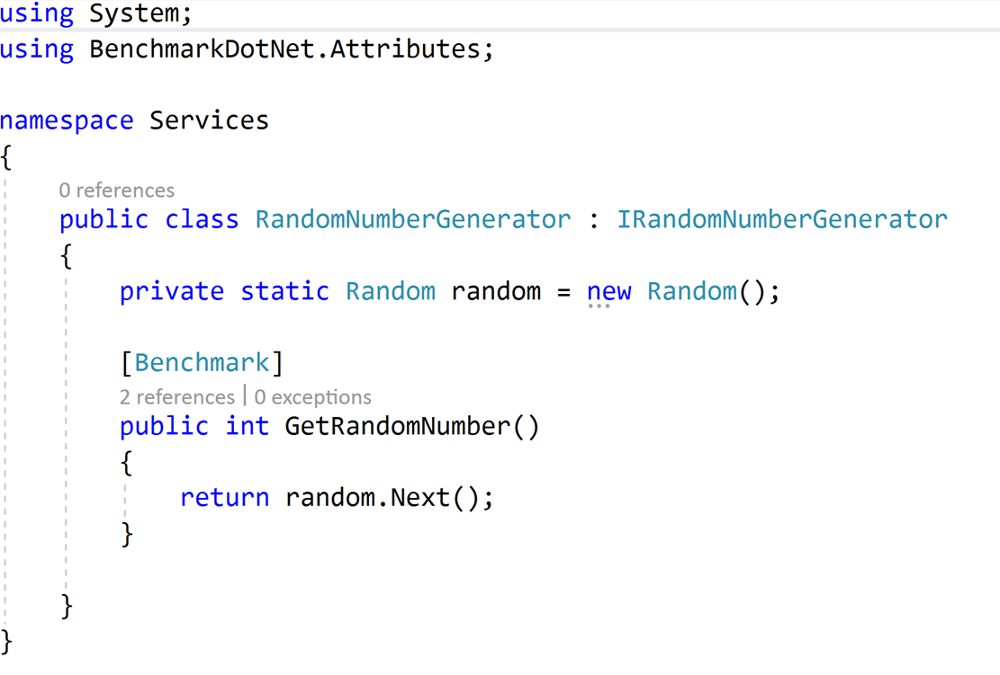 using System;
using BenchmarkDotNet.Attributes;
namespace Services
{
0 references
public class RandomNumberGenerator : IRandomNumberGenerator
{
private static Random random = new Random();
[Benchmark]
2 references | 0 exceptions
public int GetRandomNumber()
{
return random.Next();
}
}
}